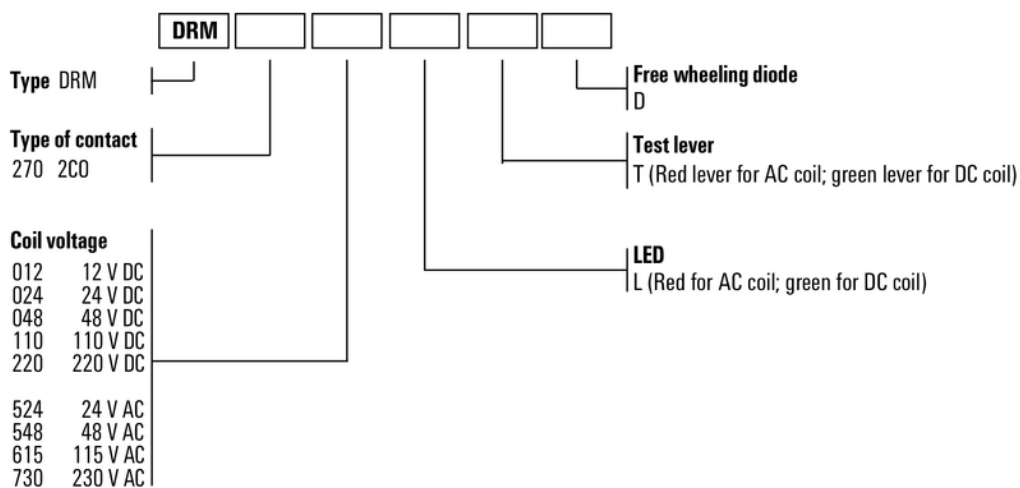 DRM
Type DRM
Type of contact
270 2CO
Coil voltage
012 12 V DC
024 24 V DC
048 48 V DC
110 110 V DC
220 220 V DC
524 24 V AC
548 48 V AC
615 115 V AC
730 230 V AC
Free wheeling diode
D
Test lever
T (Red lever for AC coil; green lever for DC coil)
LED
L (Red for AC coil; green for DC coil)